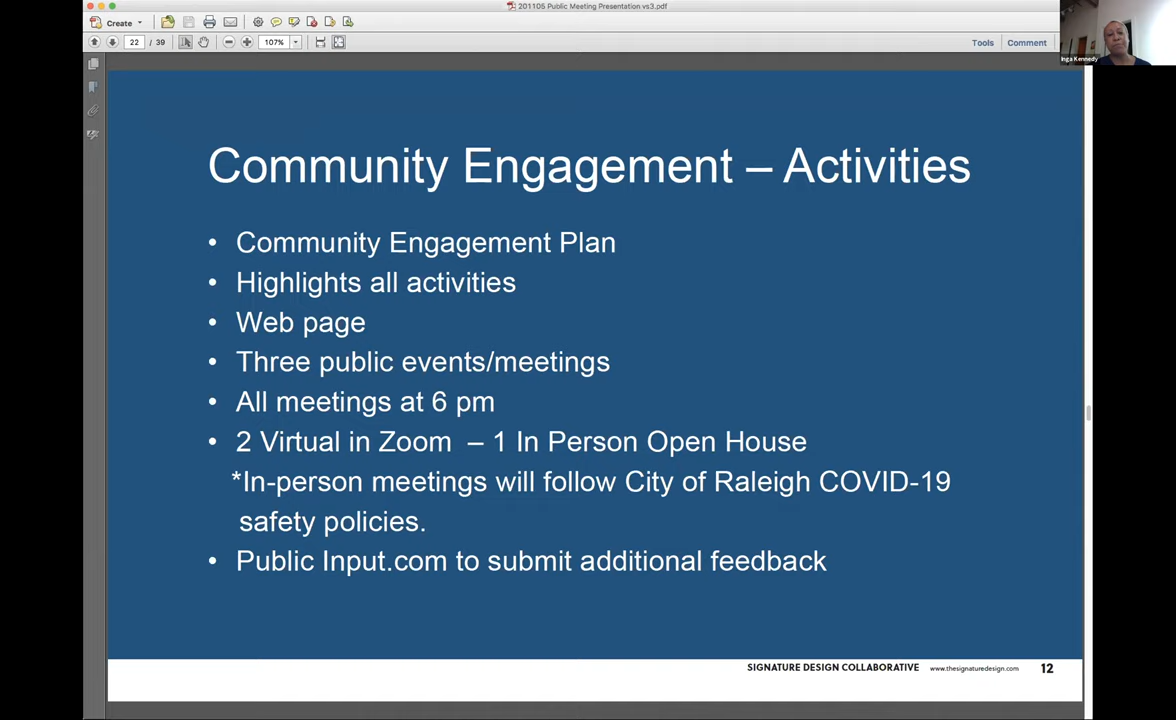 201105 Public Meeting Presentation vs3.pdf
Create
22 / 39
107%
Tools
Comment
Inga Kennedy
Community Engagement – Activities
• Community Engagement Plan
• Highlights all activities
• Web page
• Three public events/meetings
• All meetings at 6 pm
• 2 Virtual in Zoom – 1 In Person Open House
*In-person meetings will follow City of Raleigh COVID-19
safety policies.
• Public Input.com to submit additional feedback
SIGNATURE DESIGN COLLABORATIVE www.thesignaturedesign.com 12